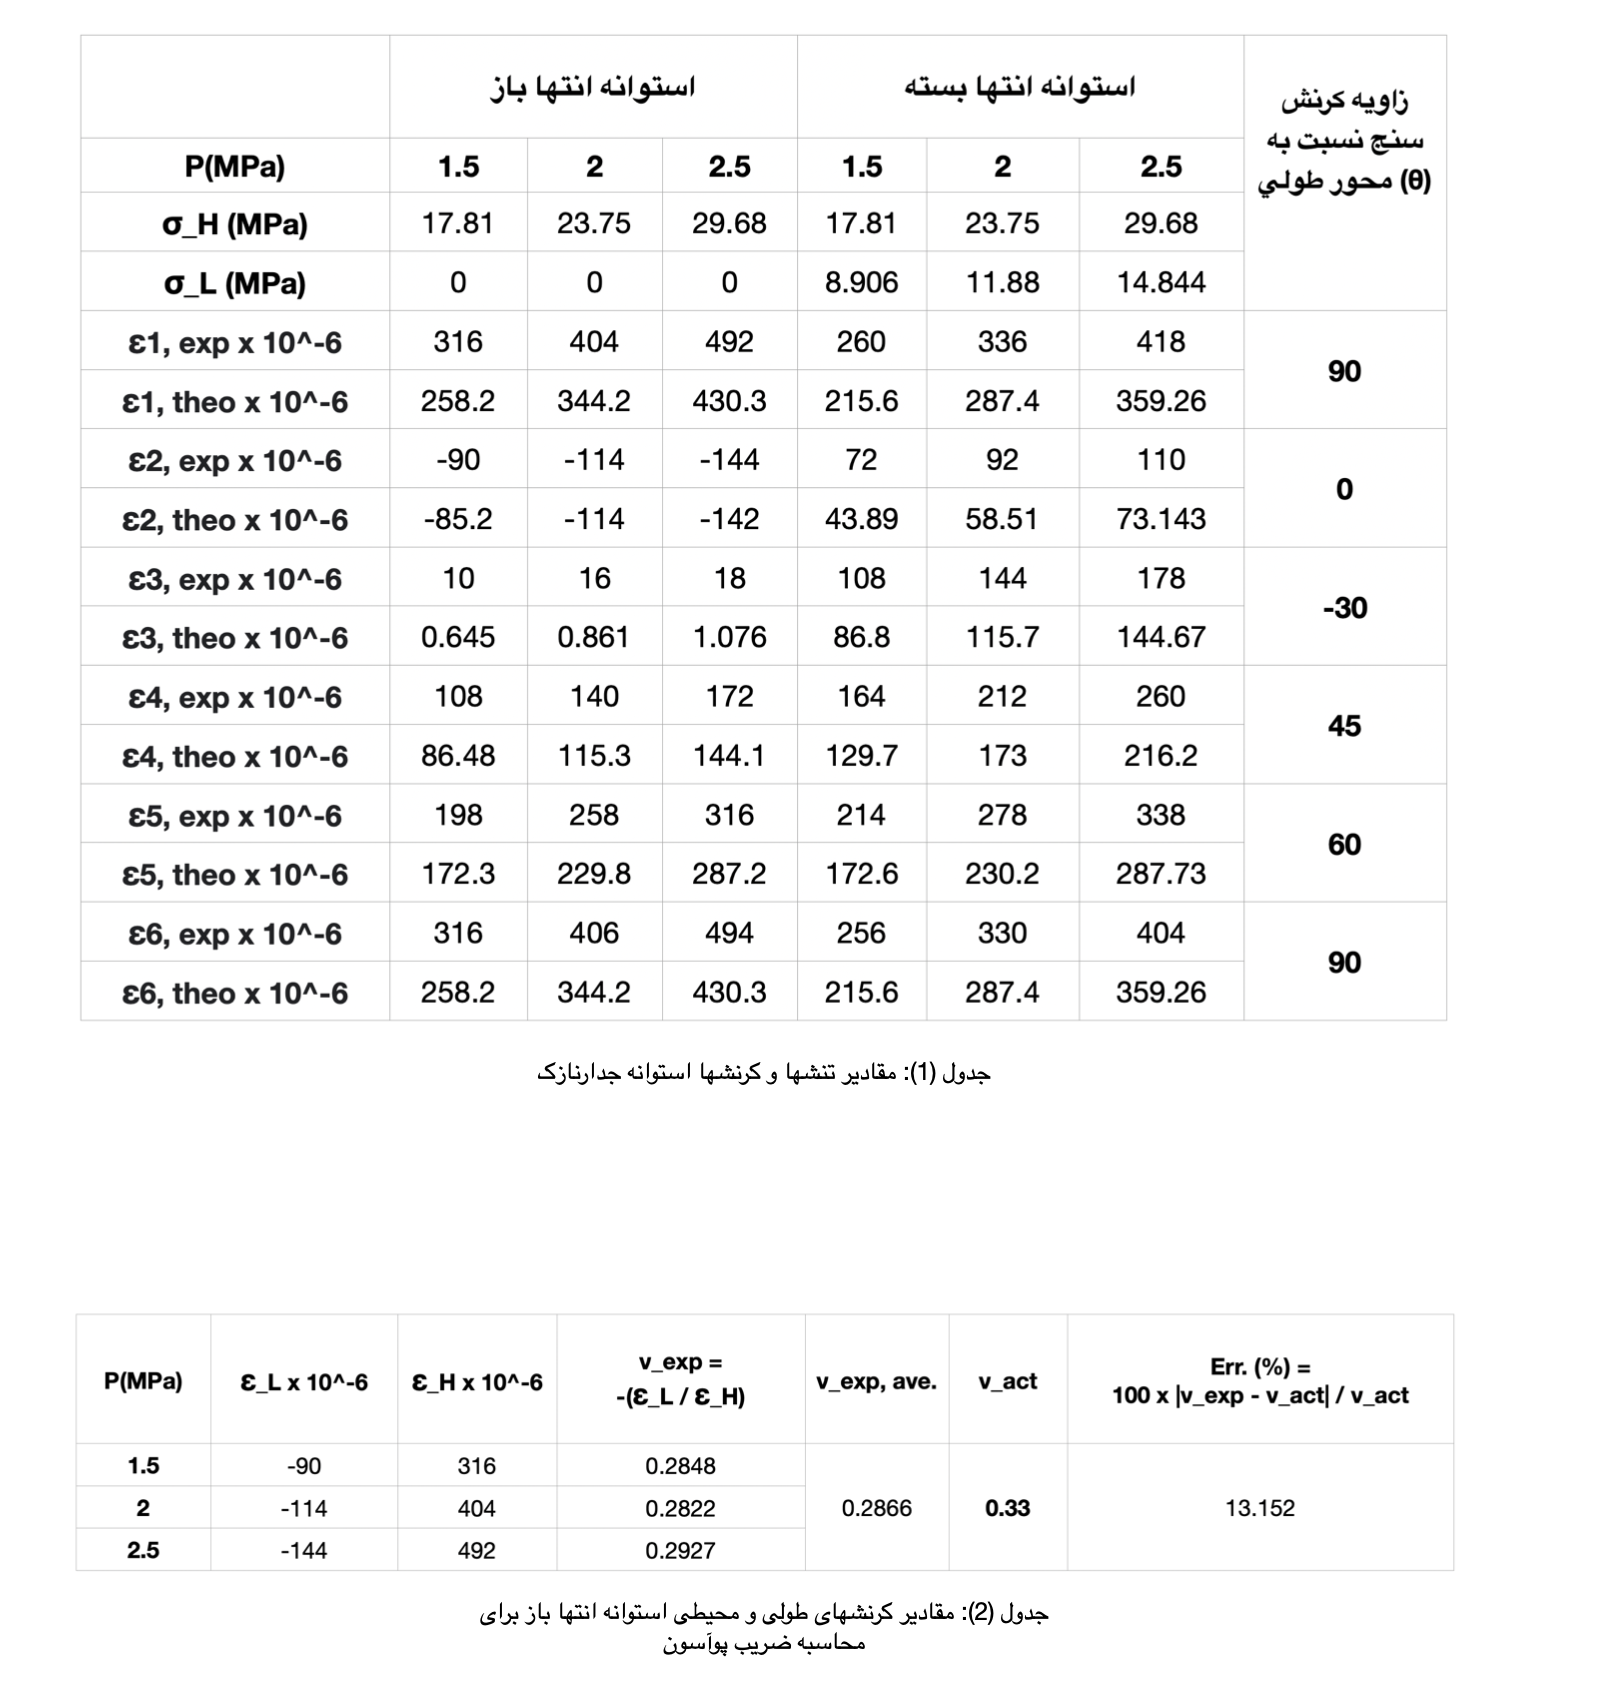 استوانه انتها باز	استوانه انتها بسته	زاویه کرنش
سنج نسبت به
محور طولي (θ)
P(MPa)	1.5	2	2.5	1.5	2	2.5
σ_H (MPa)	17.81	23.75	29.68	17.81	23.75	29.68
σ_L (MPa)	0	0	0	8.906	11.88	14.844
ε1, exp x 10^-6	316	404	492	260	336	418	90
ε1, theo x 10^-6	258.2	344.2	430.3	215.6	287.4	359.26
ε2, exp x 10^-6	-90	-114	-144	72	92	110	0
ε2, theo x 10^-6	-85.2	-114	-142	43.89	58.51	73.143
ε3, exp x 10^-6	10	16	18	108	144	178	-30
ε3, theo x 10^-6	0.645	0.861	1.076	86.8	115.7	144.67
ε4, exp x 10^-6	108	140	172	164	212	260	45
ε4, theo x 10^-6	86.48	115.3	144.1	129.7	173	216.2
ε5, exp x 10^-6	198	258	316	214	278	338	60
ε5, theo x 10^-6	172.3	229.8	287.2	172.6	230.2	287.73
ε6, exp x 10^-6	316	406	494	256	330	404	90
ε6, theo x 10^-6	258.2	344.2	430.3	215.6	287.4	359.26
جدول (1): مقادیر تنشها و کرنشها استوانه جدارنازک
P(MPa)	ε_L x 10^-6	ε_H x 10^-6	v_exp =
-(ε_L / ε_H)	v_exp, ave.	v_act	Err. (%) =
100 x |v_exp - v_act| / v_act
1.5	-90	316	0.2848
2	-114	404	0.2822	0.2866	0.33	13.152
2.5	-144	492	0.2927
جدول (2): مقادیر کرنشهای طولی و محیطی استوانه انتها باز برای
محاسبه ضریب پوآسون